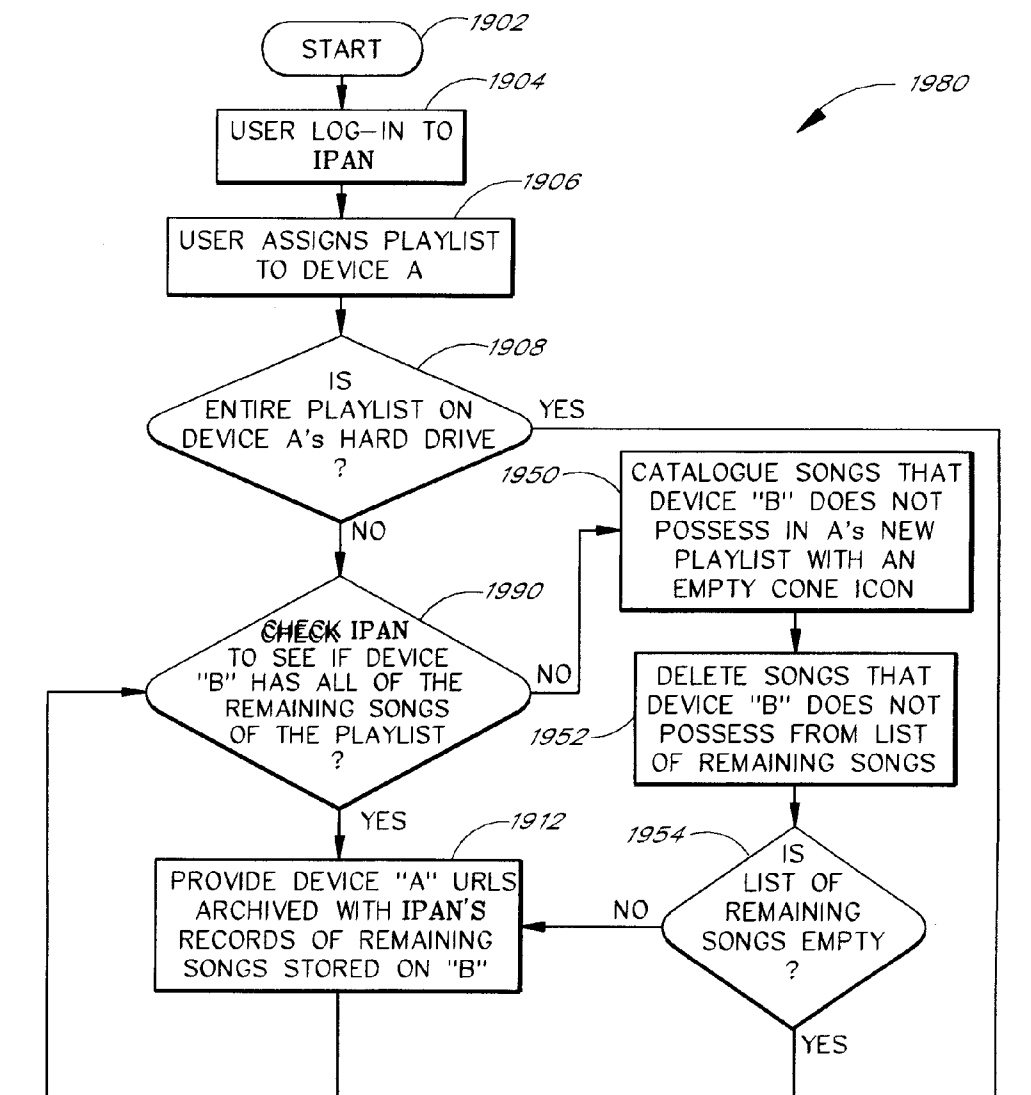 START
1902
1904
1980
USER LOG-IN TO
IPAN
1906
USER ASSIGNS PLAYLIST
TO DEVICE A
1908
IS
ENTIRE PLAYLIST ON
DEVICE A's HARD DRIVE
?
YES
NO
1950
CATALOGUE SONGS THAT
DEVICE "B" DOES NOT
POSSESS IN A's NEW
PLAYLIST WITH AN
EMPTY CONE ICON
1990
CHECK IPAN
TO SEE IF DEVICE
"B" HAS ALL OF THE
REMAINING SONGS
OF THE PLAYLIST
?
NO
YES
1952
DELETE SONGS THAT
DEVICE "B" DOES NOT
POSSESS FROM LIST
OF REMAINING SONGS
1912
PROVIDE DEVICE "A" URLS
ARCHIVED WITH IPAN'S
RECORDS OF REMAINING
SONGS STORED ON "B"
1954
IS
LIST OF
REMAINING
SONGS EMPTY
?
NO
YES